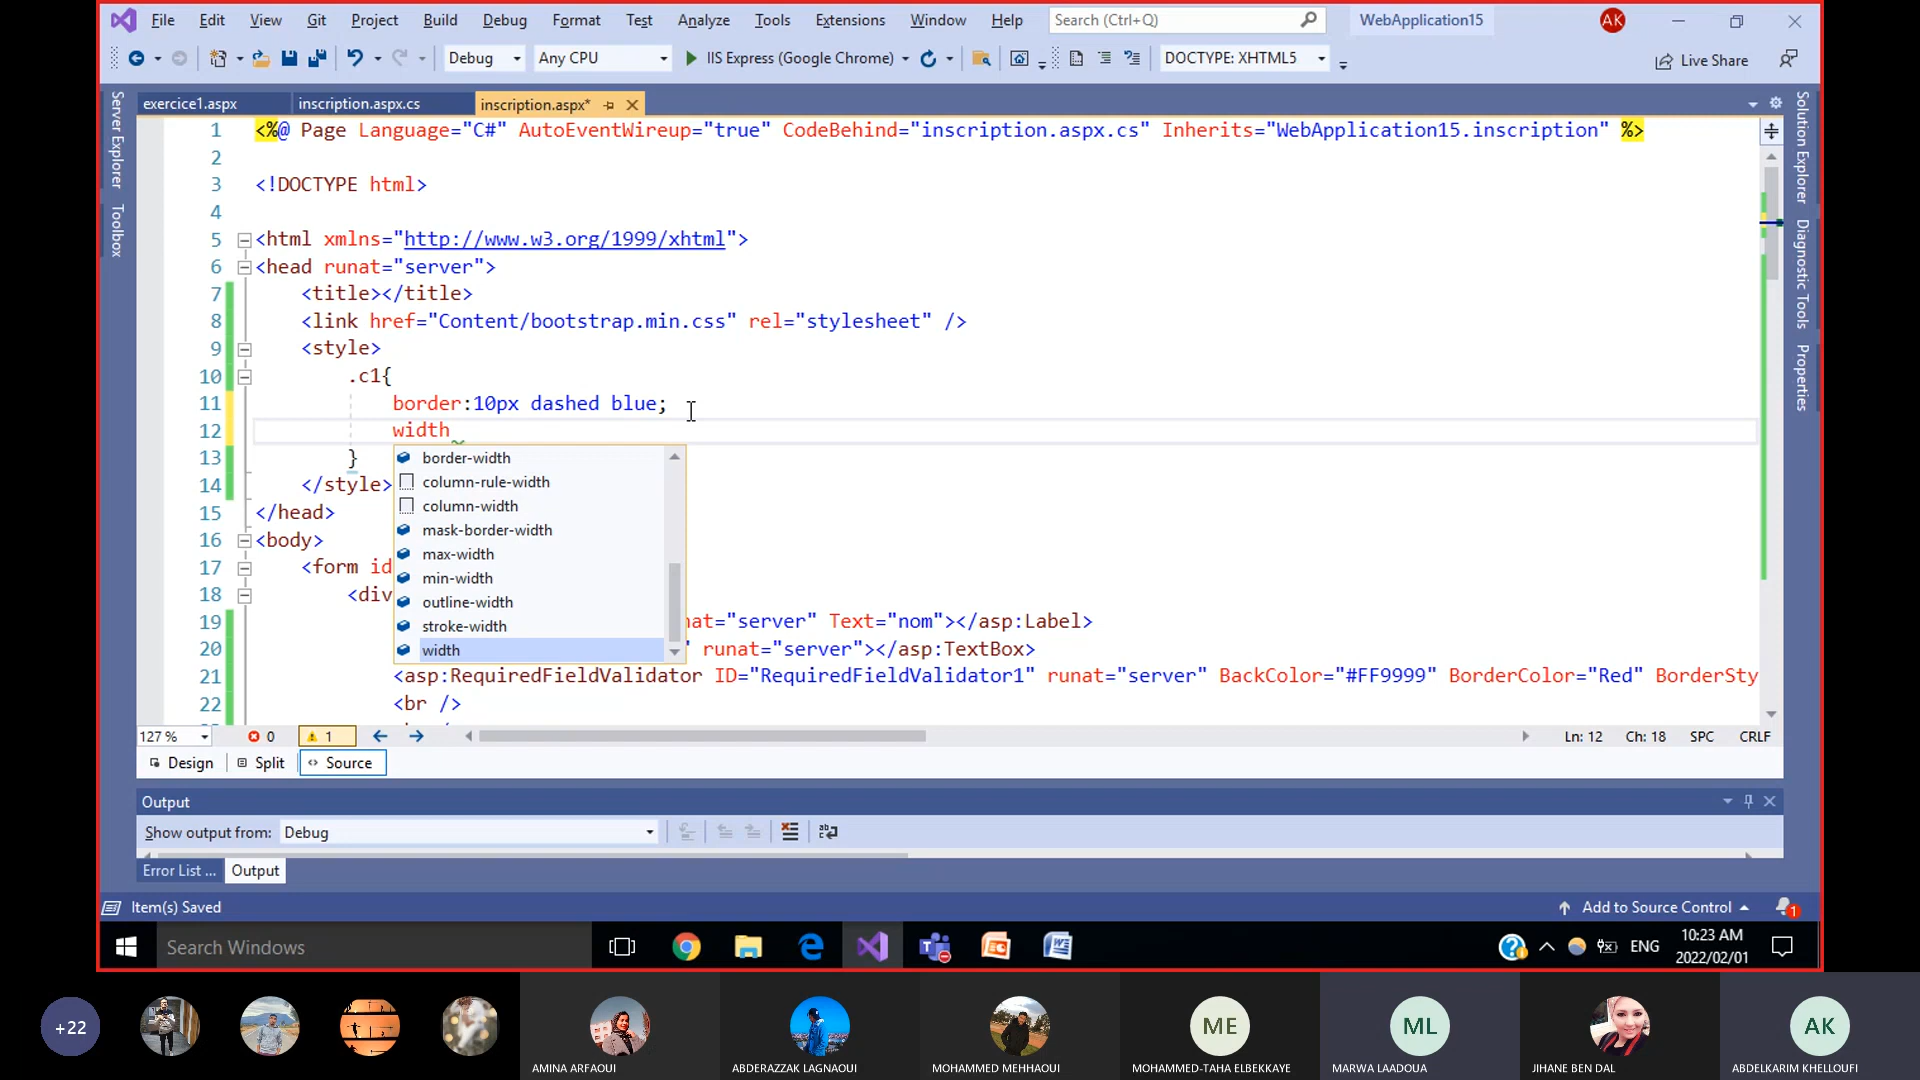 File Edit View Git Project Build Debug Format Test Analyze Tools Extensions Window Help Search (Ctrl+Q) WebApplication15 AK
Debug Any CPU IIS Express (Google Chrome) DOCTYPE: XHTML5 Live Share
exercice1.aspx inscription.aspx.cs inscription.aspx*
Server Explorer
Toolbox
Solution Explorer
Diagnostic Tools
Properties
1 <%@ Page Language="C#" AutoEventWireup="true" CodeBehind="inscription.aspx.cs" Inherits="WebApplication15.inscription" %>
2
3 <!DOCTYPE html>
4
5 <html xmlns="http://www.w3.org/1999/xhtml">
6 <head runat="server">
7 <title></title>
8 <link href="Content/bootstrap.min.css" rel="stylesheet" />
9 <style>
10 .c1{
11 border:10px dashed blue;
12 width
13 }
14 </style>
15 </head>
16 <body>
17 <form id
18 <div
19 nat="server" Text="nom"></asp:Label>
20 " runat="server"></asp:TextBox>
21 <asp:RequiredFieldValidator ID="RequiredFieldValidator1" runat="server" BackColor="#FF9999" BorderColor="Red" BorderSty
22 <br />
border-width
column-rule-width
column-width
mask-border-width
max-width
min-width
outline-width
stroke-width
width
127 % 0 1 Ln: 12 Ch: 18 SPC CRLF
Design Split Source
Output
Show output from: Debug
Error List ... Output
Item(s) Saved Add to Source Control 1
Search Windows ENG 10:23 AM
2022/02/01
+22 ME ML AK
AMINA ARFAOUI ABDERAZZAK LAGNAOUI MOHAMMED MEHHAOUI MOHAMMED-TAHA ELBEKKAYE MARWA LAADOUA JIHANE BEN DAL ABDELKARIM KHELLOUFI